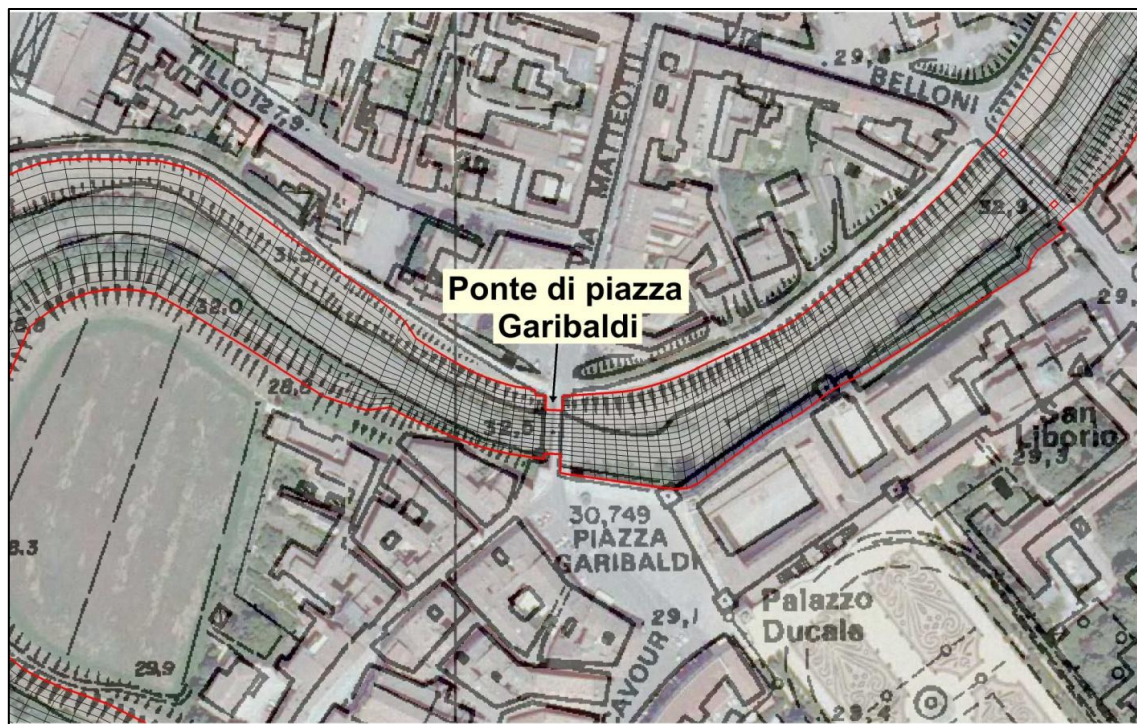 TILLOT
27,9
29,8
BELLONI
VIA MATTEOTTI
32,9
31,5
32,0
28,6
Ponte di piazza
Garibaldi
29,
32,5
San
Liborio
29,3
30,749
PIAZZA
GARIBALDI
8.3
Palazzo
Ducale
29,1
AVOUR
29,9